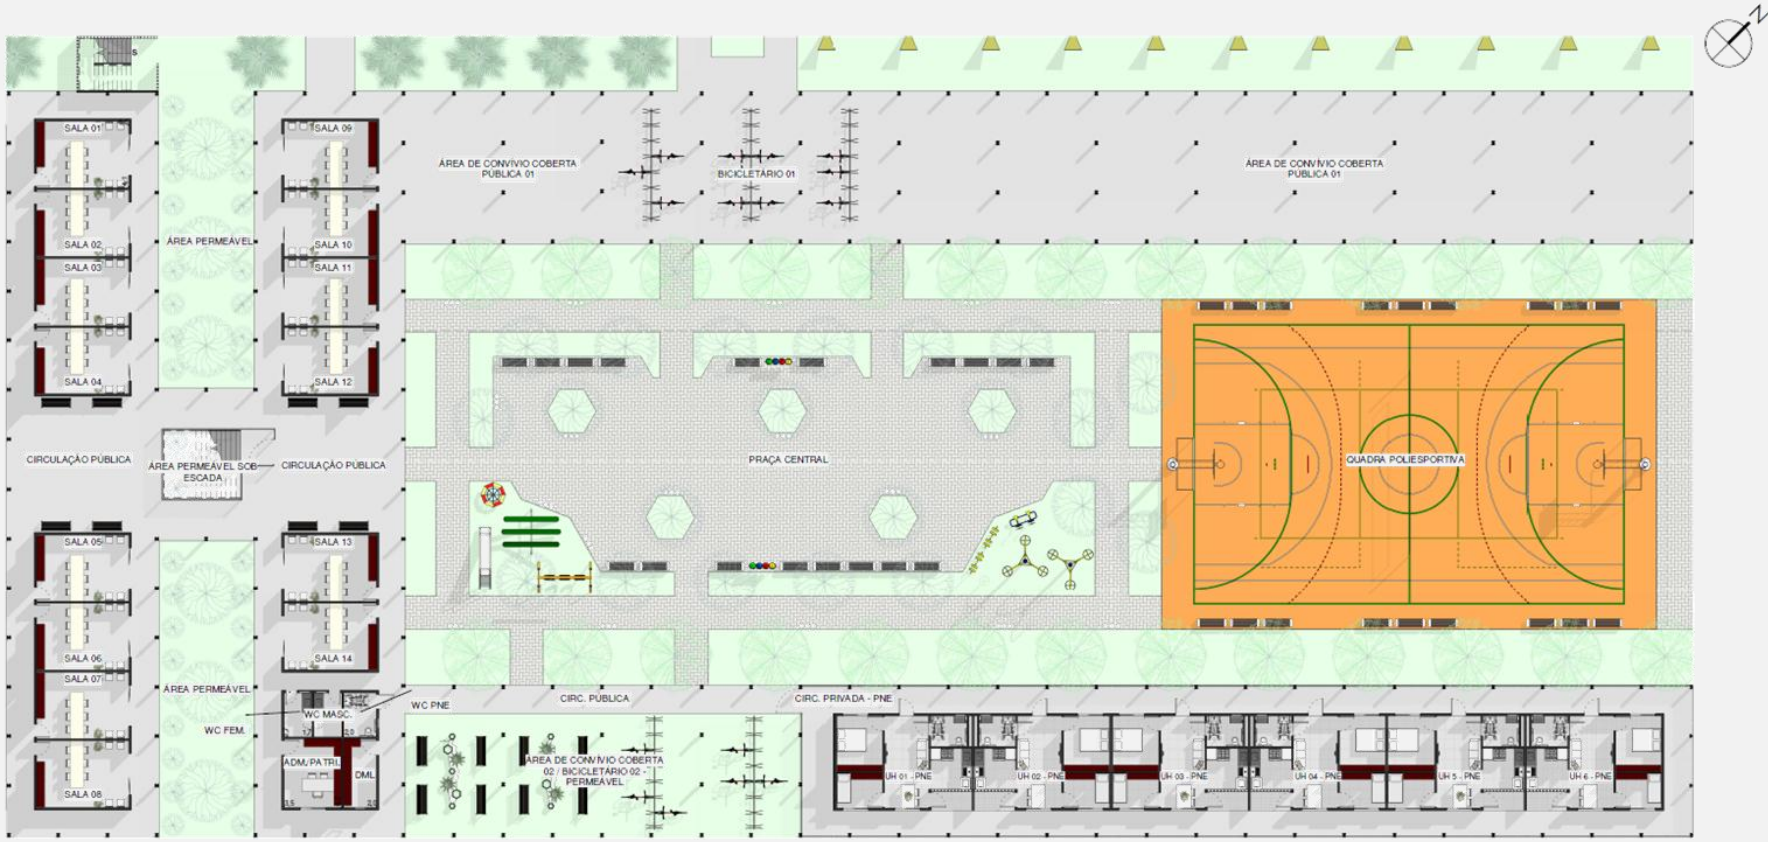 N
S
SALA 01
SALA 09
ÁREA DE CONVÍVIO COBERTA
PÚBLICA 01
BICICLETÁRIO 01
ÁREA DE CONVÍVIO COBERTA
PÚBLICA 01
SALA 02
ÁREA PERMEÁVEL
SALA 10
SALA 03
SALA 11
SALA 04
SALA 12
CIRCULAÇÃO PÚBLICA
ÁREA PERMEÁVEL SOB
ESCADA
CIRCULAÇÃO PÚBLICA
PRAÇA CENTRAL
QUADRA POLIESPORTIVA
SALA 05
SALA 13
SALA 06
SALA 14
SALA 07
ÁREA PERMEÁVEL
WC FEM.
WC MASC.
WC PNE
CIRC. PÚBLICA
CIRC. PRIVADA - PNE
ADM/PATRI.
DML
ÁREA DE CONVÍVIO COBERTA
02 / BICICLETÁRIO 02 -
PERMEÁVEL
UH 01 - PNE
UH 02 - PNE
UH 03 - PNE
UH 04 - PNE
UH 5 - PNE
UH 6 - PNE
SALA 08